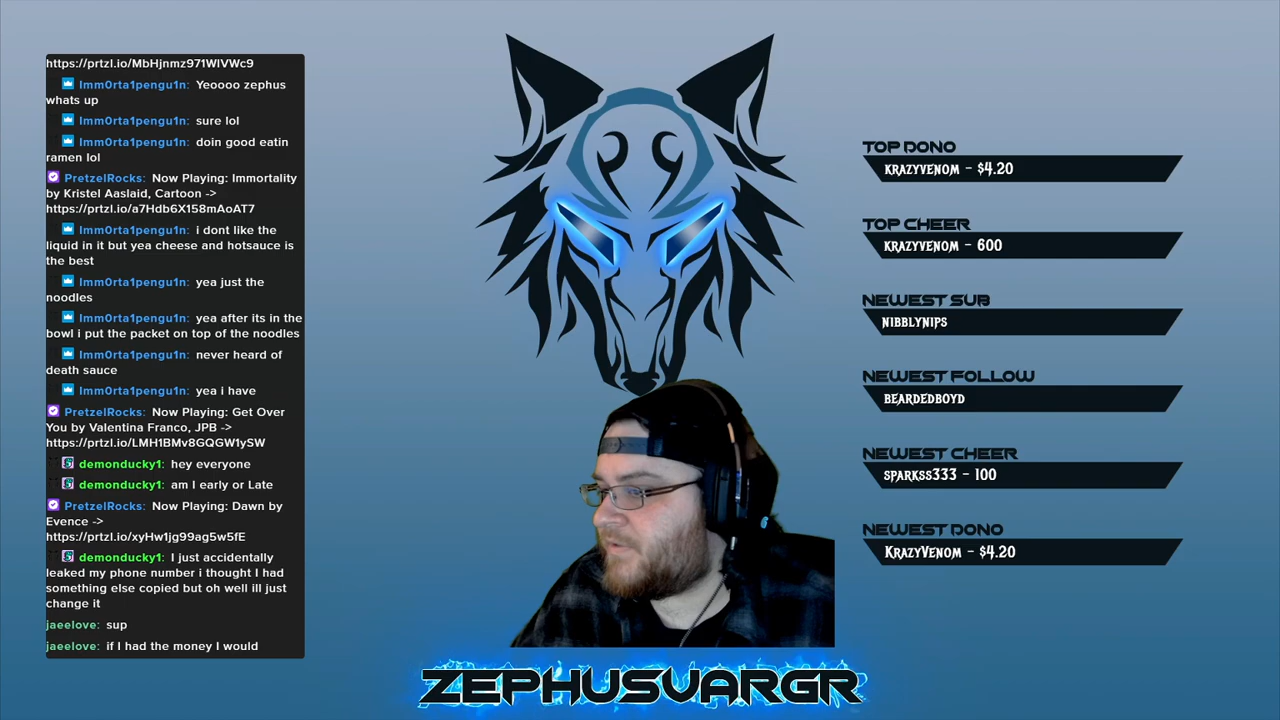 https://prtzl.io/MbHjnmz971WlVWc9
Imm0rta1pengu1n: Yeoooo zephus
whats up
Imm0rta1pengu1n: sure lol
Imm0rta1pengu1n: doin good eatin
ramen lol
PretzelRocks: Now Playing: Immortality
by Kristel Aaslaid, Cartoon ->
https://prtzl.io/a7Hdb6X158mAoAT7
Imm0rta1pengu1n: i dont like the
liquid in it but yea cheese and hotsauce is
the best
Imm0rta1pengu1n: yea just the
noodles
Imm0rta1pengu1n: yea after its in the
bowl i put the packet on top of the noodles
Imm0rta1pengu1n: never heard of
death sauce
Imm0rta1pengu1n: yea i have
PretzelRocks: Now Playing: Get Over
You by Valentina Franco, JPB ->
https://prtzl.io/LMH1BMv8GQGW1ySW
demonducky1: hey everyone
demonducky1: am I early or Late
PretzelRocks: Now Playing: Dawn by
Evence ->
https://prtzl.io/xyHw1jg99ag5w5fE
demonducky1: I just accidentally
leaked my phone number i thought I had
something else copied but oh well ill just
change it
jaeelove: sup
jaeelove: if I had the money I would
TOP DONO
KRAZYVENOM - $4.20
TOP CHEER
KRAZYVENOM - 600
NEWEST SUB
NIBBLYNIPS
NEWEST FOLLOW
BEARDEDBOYD
NEWEST CHEER
SPARKSS333 - 100
NEWEST DONO
KRAZYVENOM - $4.20
ZEPHUSVARGR